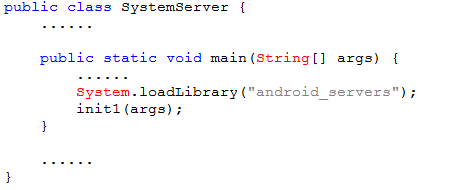 public class SystemServer {
    ......
    public static void main(String[] args) {
        ......
        System.loadLibrary("android_servers");
        init1(args);
    }
    ......
}